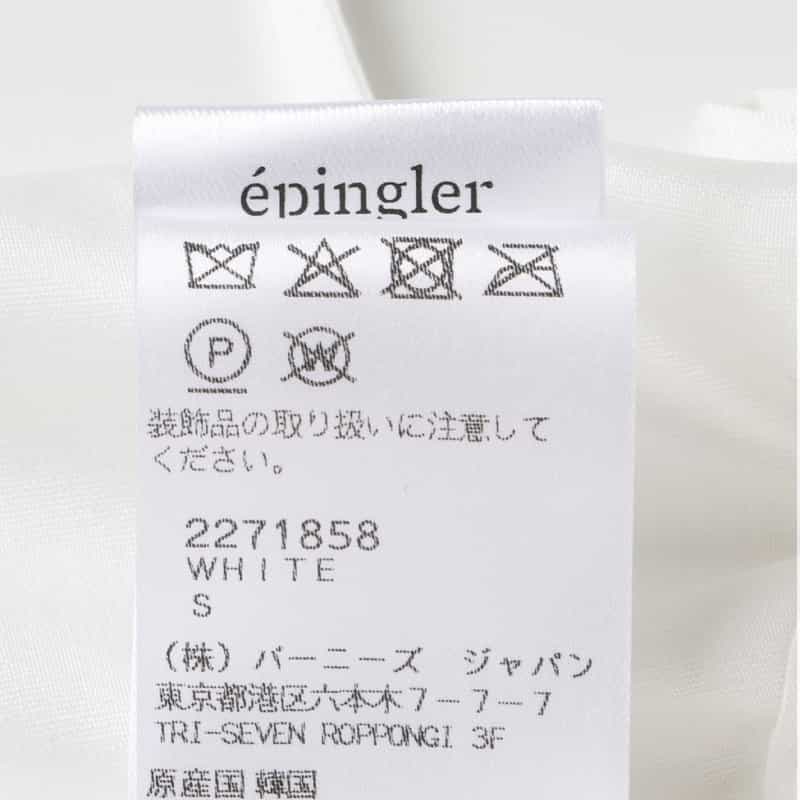 épingler
P W
装飾品の取り扱いに注意して
ください。
2271858
WHITE
S
(株) バーニーズ ジャパン
東京都港区六本木7-7-7
TRI-SEVEN ROPPONGI 3F
原産国 韓国